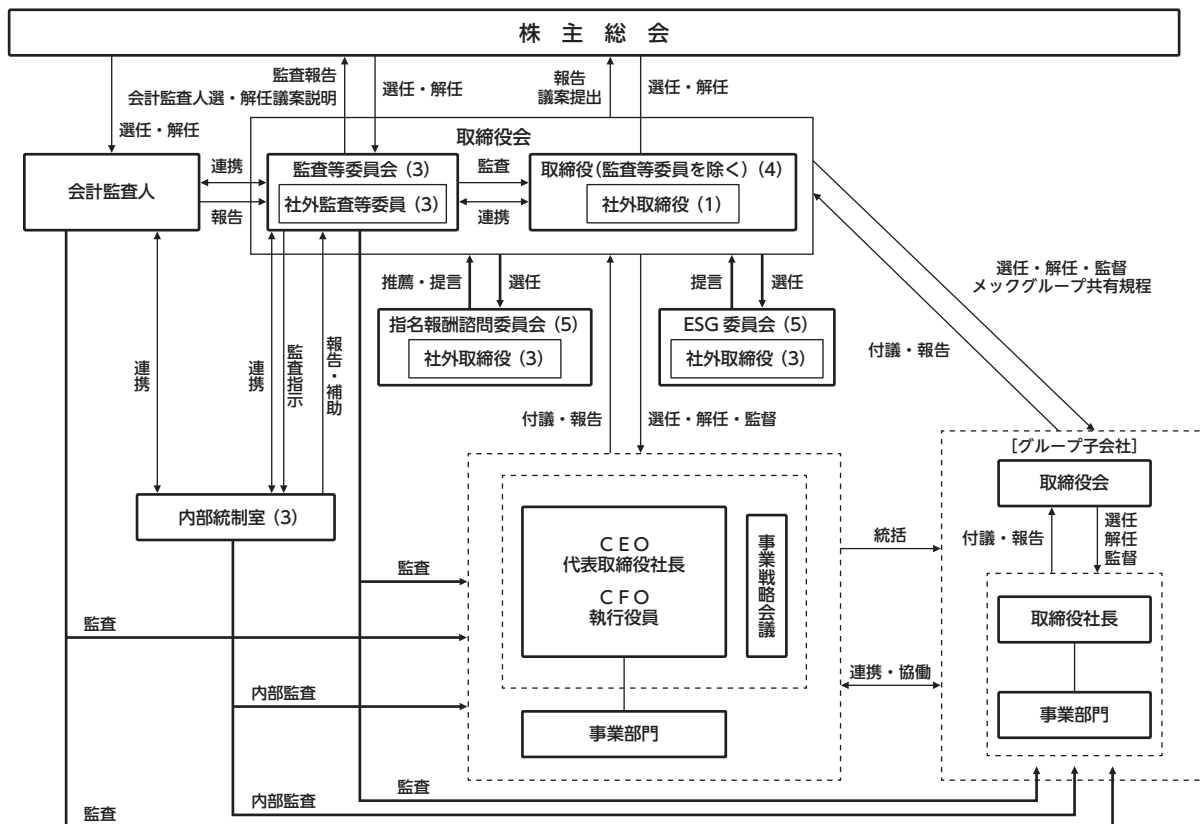 株主総会
監査報告
会計監査人選・解任議案説明
選任・解任
報告
議案提出
選任・解任
選任・解任
取締役会
会計監査人
連携
報告
監査等委員会（3）
社外監査等委員（3）
監査
連携
取締役（監査等委員を除く）（4）
社外取締役（1）
推薦・提言
選任
提言
選任
選任・解任・監督
メックグループ共有規程
付議・報告
指名報酬諮問委員会（5）
社外取締役（3）
ESG 委員会（5）
社外取締役（3）
連携
連携
監査指示
報告・補助
付議・報告
選任・解任・監督
[グループ子会社]
取締役会
内部統制室（3）
ＣＥＯ
代表取締役社長
ＣＦＯ
執行役員
事業戦略会議
統括
付議・報告
選任
解任
監督
監査
監査
取締役社長
内部監査
連携・協働
事業部門
事業部門
監査
内部監査
監査